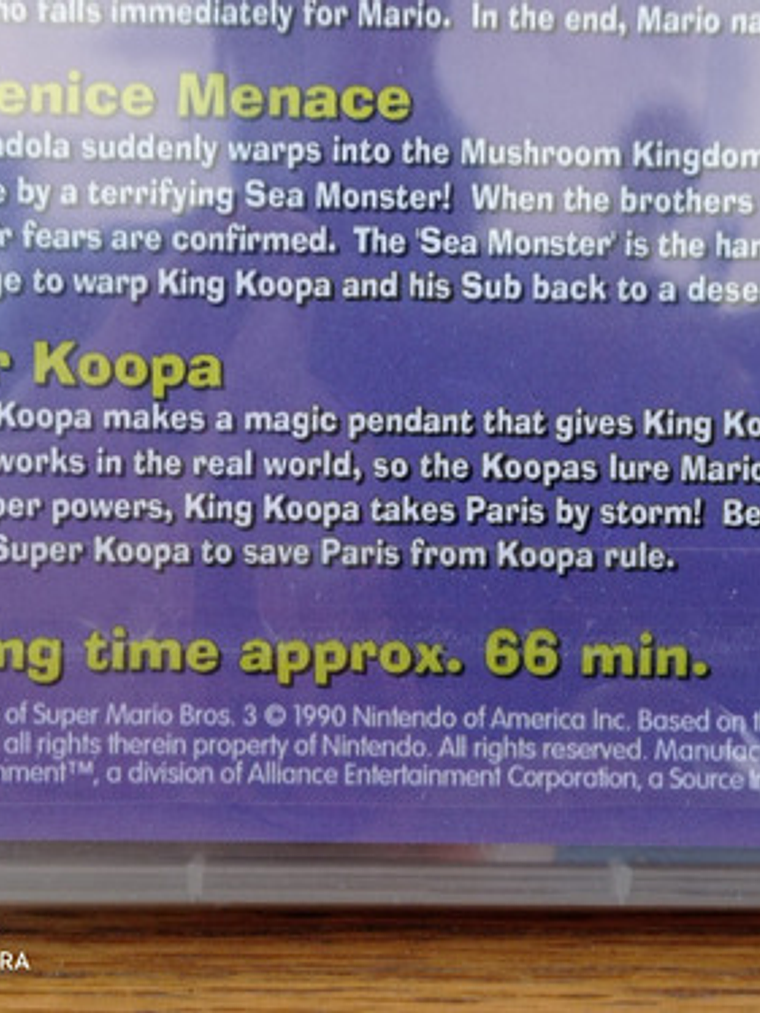 no falls immediately for Mario. In the end, Mario na
enice Menace
ndola suddenly warps into the Mushroom Kingdom
e by a terrifying Sea Monster! When the brothers
r fears are confirmed. The 'Sea Monster' is the har
ge to warp King Koopa and his Sub back to a dese
r Koopa
Koopa makes a magic pendant that gives King Ko
works in the real world, so the Koopas lure Mario
per powers, King Koopa takes Paris by storm! Be
Super Koopa to save Paris from Koopa rule.
ng time approx. 66 min.
of Super Mario Bros. 3 © 1990 Nintendo of America Inc. Based on t
all rights therein property of Nintendo. All rights reserved. Manufac
nment™, a division of Alliance Entertainment Corporation, a Source In
RA